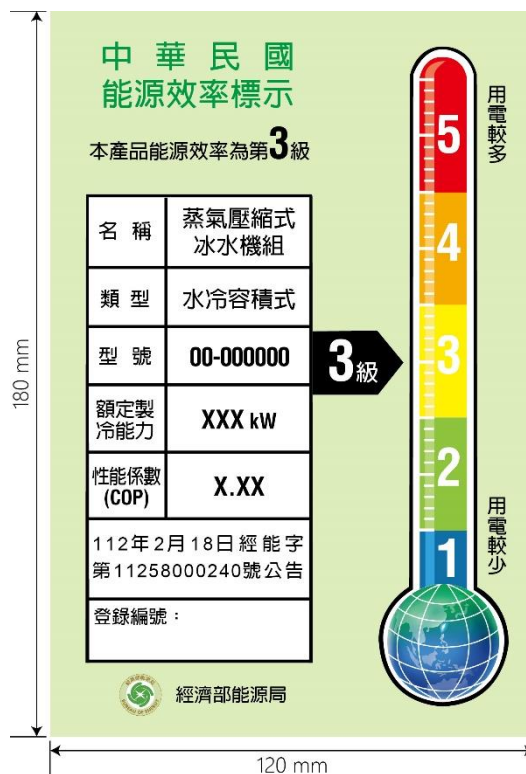 中華民國
能源效率標示
本產品能源效率為第3級
名稱 蒸氣壓縮式冰水機組
類型 水冷容積式
型號 00-000000
額定製冷能力 XXX kW
性能係數(COP) X.XX
112年2月18日經能字
第11258000240號公告
登錄編號：
經濟部能源局
3級
用電較多
5
4
3
2
1
用電較少
180 mm
120 mm